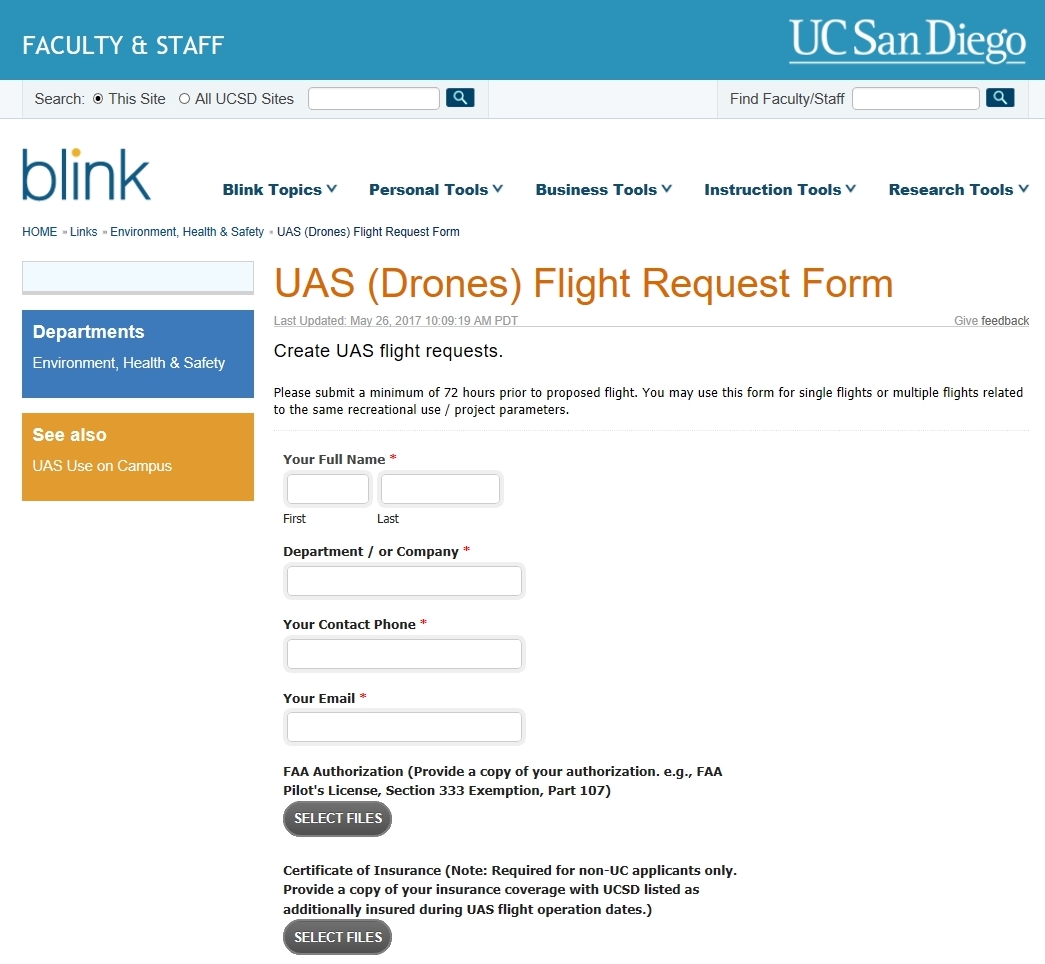 FACULTY & STAFF
UC San Diego
Search: This Site All UCSD Sites
Find Faculty/Staff
blink
Blink Topics Personal Tools Business Tools Instruction Tools Research Tools
HOME » Links » Environment, Health & Safety » UAS (Drones) Flight Request Form
Departments
Environment, Health & Safety
See also
UAS Use on Campus
UAS (Drones) Flight Request Form
Last Updated: May 26, 2017 10:09:19 AM PDT
Give feedback
Create UAS flight requests.
Please submit a minimum of 72 hours prior to proposed flight. You may use this form for single flights or multiple flights related
to the same recreational use / project parameters.
Your Full Name *
First Last
Department / or Company *
Your Contact Phone *
Your Email *
FAA Authorization (Provide a copy of your authorization. e.g., FAA
Pilot's License, Section 333 Exemption, Part 107)
SELECT FILES
Certificate of Insurance (Note: Required for non-UC applicants only.
Provide a copy of your insurance coverage with UCSD listed as
additionally insured during UAS flight operation dates.)
SELECT FILES